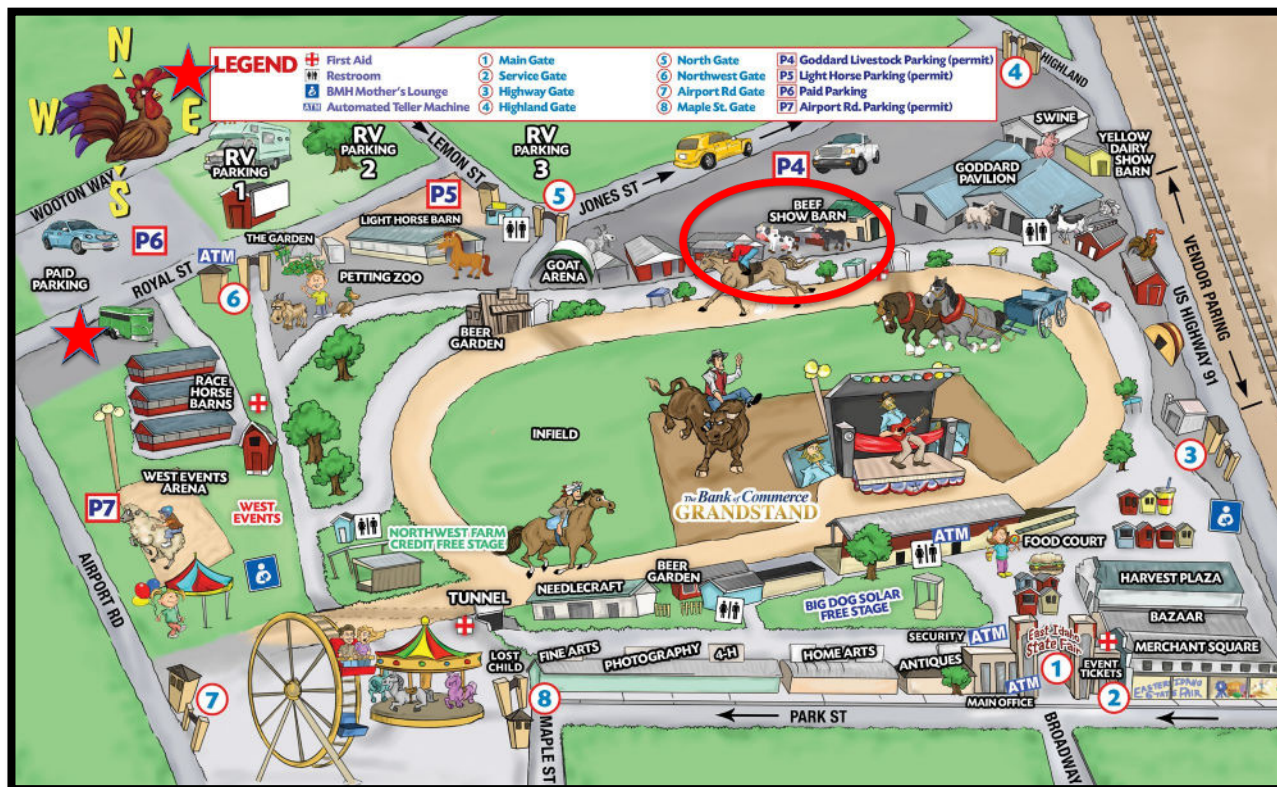 N
W
E
S
LEGEND
First Aid
Restroom
BMH Mother's Lounge
ATM Automated Teller Machine
1 Main Gate
2 Service Gate
3 Highway Gate
4 Highland Gate
5 North Gate
6 Northwest Gate
7 Airport Rd Gate
8 Maple St. Gate
P4 Goddard Livestock Parking (permit)
P5 Light Horse Parking (permit)
P6 Paid Parking
P7 Airport Rd. Parking (permit)
HIGHLAND
4
WOOTON WAY
RV
PARKING
1
RV
PARKING
2
LEMON ST
RV
PARKING
3
5
JONES ST
P4
SWINE
YELLOW
DAIRY
SHOW
BARN
GODDARD
PAVILION
BEEF
SHOW BARN
P5
LIGHT HORSE BARN
P6
PAID
PARKING
ROYAL ST
ATM
6
THE GARDEN
PETTING ZOO
GOAT
ARENA
BEER
GARDEN
VENDOR PARING
US HIGHWAY 91
3
RACE
HORSE
BARNS
WEST EVENTS
ARENA
P7
WEST
EVENTS
AIRPORT RD
INFIELD
The Bank of Commerce
GRANDSTAND
NORTHWEST FARM
CREDIT FREE STAGE
ATM
FOOD COURT
HARVEST PLAZA
BAZAAR
MERCHANT SQUARE
NEEDLECRAFT
BEER
GARDEN
BIG DOG SOLAR
FREE STAGE
TUNNEL
LOST
CHILD
FINE ARTS
PHOTOGRAPHY
4-H
HOME ARTS
ANTIQUES
SECURITY
ATM
East Idaho
State Fair
1
EVENT
TICKETS
2
ATM
MAIN OFFICE
EASTERN IDAHO
STATE FAIR
7
8
MAPLE ST
PARK ST
BROADWAY